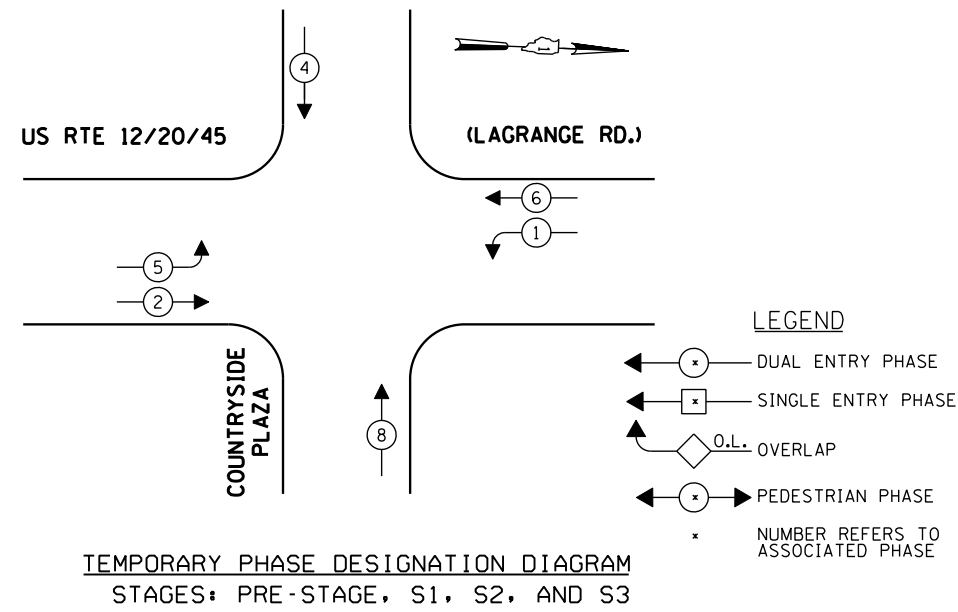 4
US RTE 12/20/45
(LAGRANGE RD.)
6
1
5
2
COUNTRYSIDE
PLAZA
8
LEGEND
* DUAL ENTRY PHASE
* SINGLE ENTRY PHASE
O.L. OVERLAP
* PEDESTRIAN PHASE
* NUMBER REFERS TO
ASSOCIATED PHASE
TEMPORARY PHASE DESIGNATION DIAGRAM
STAGES: PRE-STAGE, S1, S2, AND S3